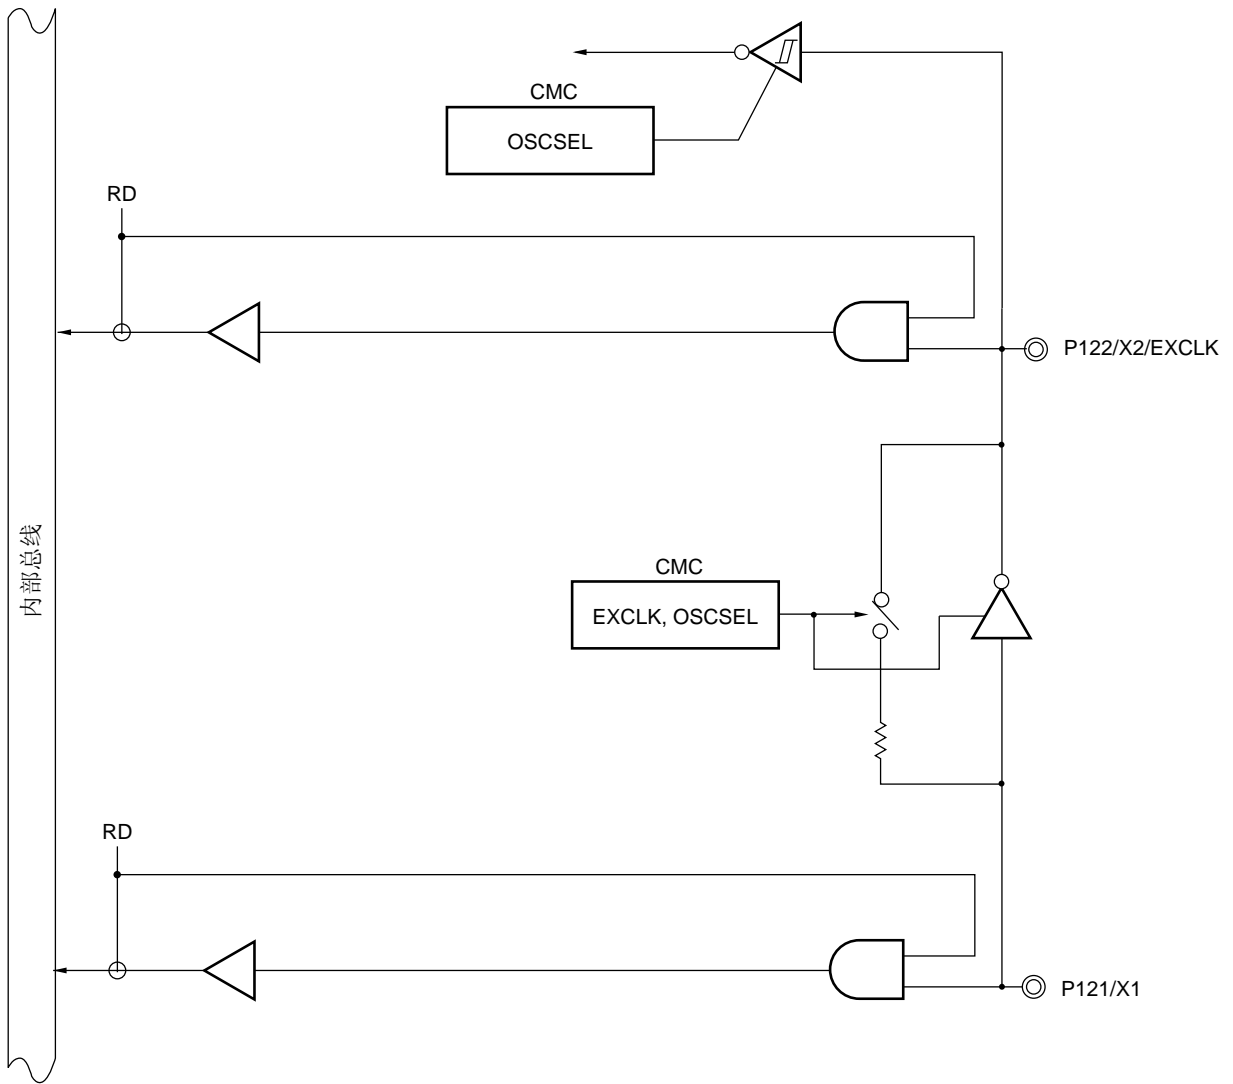 CMC
OSCSEL
RD
P122/X2/EXCLK
内部总线
CMC
EXCLK, OSCSEL
RD
P121/X1